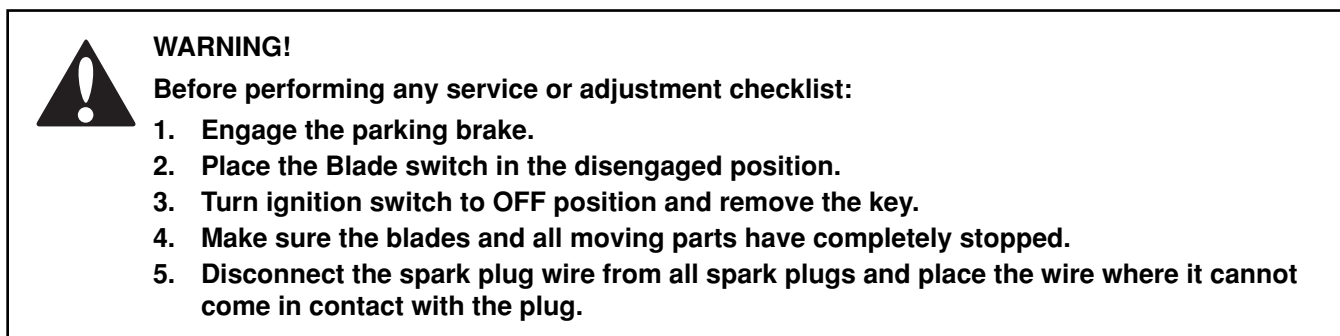 WARNING!
Before performing any service or adjustment checklist:
1. Engage the parking brake.
2. Place the Blade switch in the disengaged position.
3. Turn ignition switch to OFF position and remove the key.
4. Make sure the blades and all moving parts have completely stopped.
5. Disconnect the spark plug wire from all spark plugs and place the wire where it cannot
come in contact with the plug.